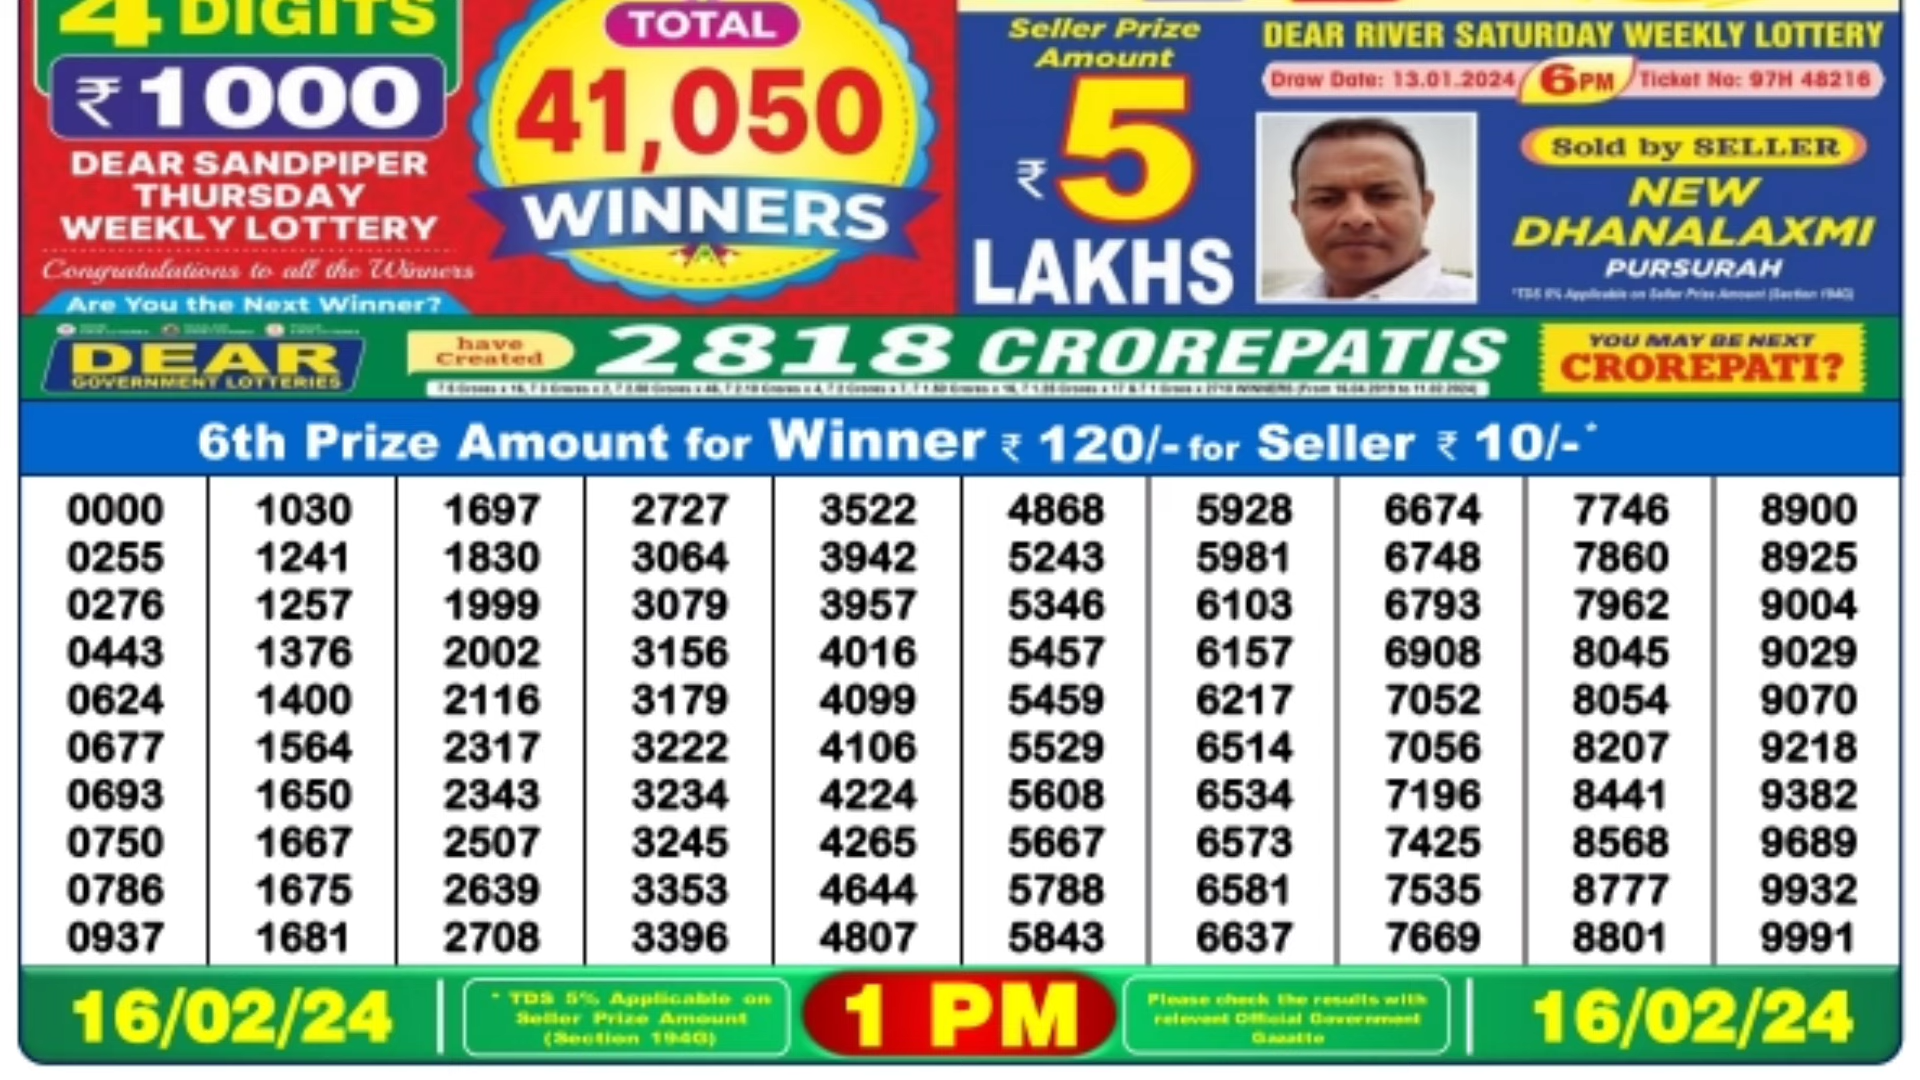 4 DIGITS
₹1000
DEAR SANDPIPER
THURSDAY
WEEKLY LOTTERY
Congratulations to all the Winners
Are You the Next Winner?
TOTAL
41,050
WINNERS
Seller Prize
Amount
₹5
LAKHS
DEAR RIVER SATURDAY WEEKLY LOTTERY
Draw Date: 13.01.2024 6PM Ticket No: 97H 48216
Sold by SELLER
NEW
DHANALAXMI
PURSURAH
*TDS 5% Applicable on Seller Prize Amount (Section 194G)
DEAR
GOVERNMENT LOTTERIES
have
Created
2818 CROREPATIS
YOU MAY BE NEXT
CROREPATI?
6th Prize Amount for Winner ₹ 120/- for Seller ₹ 10/-*
0000 1030 1697 2727 3522 4868 5928 6674 7746 8900
0255 1241 1830 3064 3942 5243 5981 6748 7860 8925
0276 1257 1999 3079 3957 5346 6103 6793 7962 9004
0443 1376 2002 3156 4016 5457 6157 6908 8045 9029
0624 1400 2116 3179 4099 5459 6217 7052 8054 9070
0677 1564 2317 3222 4106 5529 6514 7056 8207 9218
0693 1650 2343 3234 4224 5608 6534 7196 8441 9382
0750 1667 2507 3245 4265 5667 6573 7425 8568 9689
0786 1675 2639 3353 4644 5788 6581 7535 8777 9932
0937 1681 2708 3396 4807 5843 6637 7669 8801 9991
16/02/24
* TDS 5% Applicable on
Seller Prize Amount
(Section 194G)
1 PM
Please check the results with
relevent Official Government
Gazatte
16/02/24